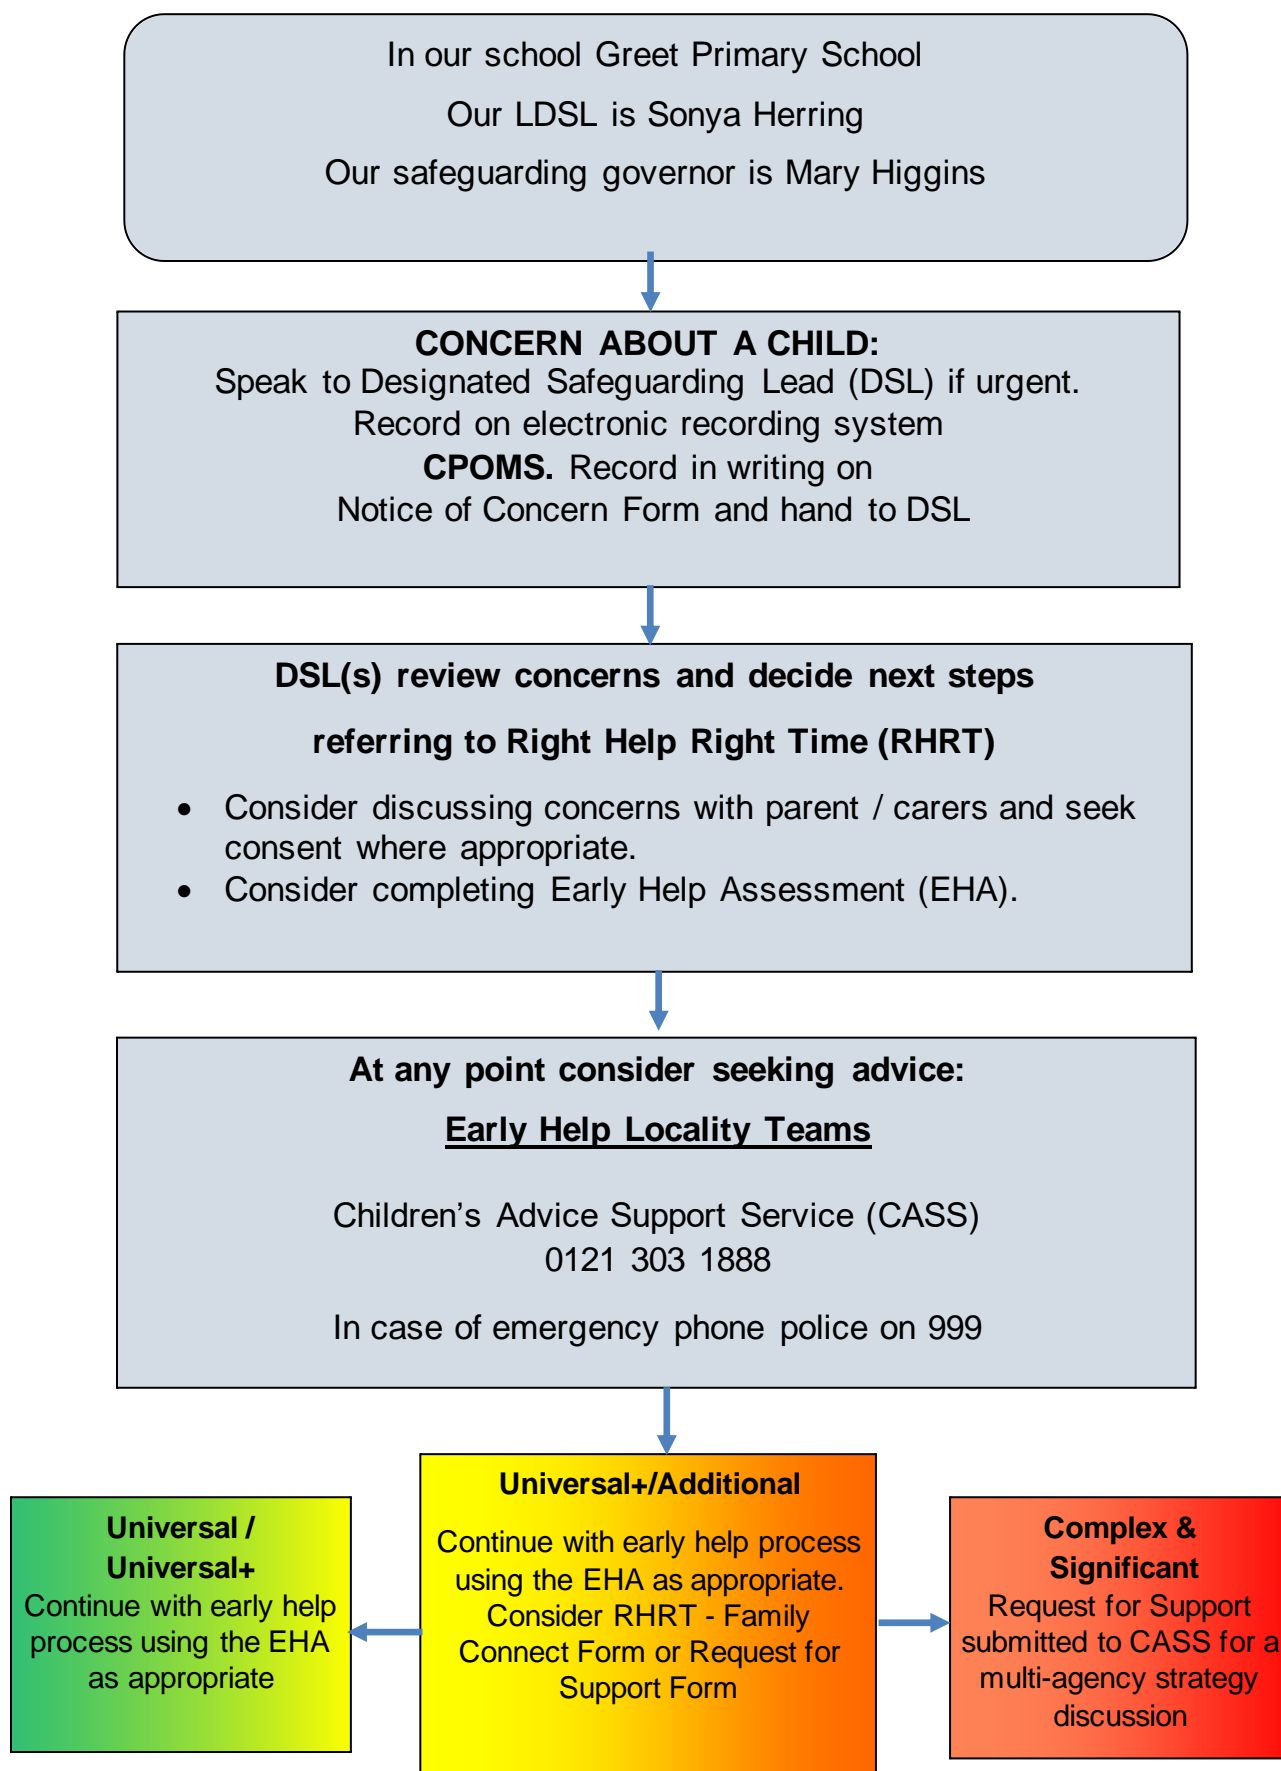 In our school Greet Primary School
Our LDSL is Sonya Herring
Our safeguarding governor is Mary Higgins
CONCERN ABOUT A CHILD:
Speak to Designated Safeguarding Lead (DSL) if urgent.
Record on electronic recording system
CPOMS. Record in writing on
Notice of Concern Form and hand to DSL
DSL(s) review concerns and decide next steps
referring to Right Help Right Time (RHRT)
• Consider discussing concerns with parent / carers and seek
consent where appropriate.
• Consider completing Early Help Assessment (EHA).
At any point consider seeking advice:
Early Help Locality Teams
Children’s Advice Support Service (CASS)
0121 303 1888
In case of emergency phone police on 999
Universal /
Universal+
Continue with early help
process using the EHA
as appropriate
Universal+/Additional
Continue with early help process
using the EHA as appropriate.
Consider RHRT - Family
Connect Form or Request for
Support Form
Complex &
Significant
Request for Support
submitted to CASS for a
multi-agency strategy
discussion